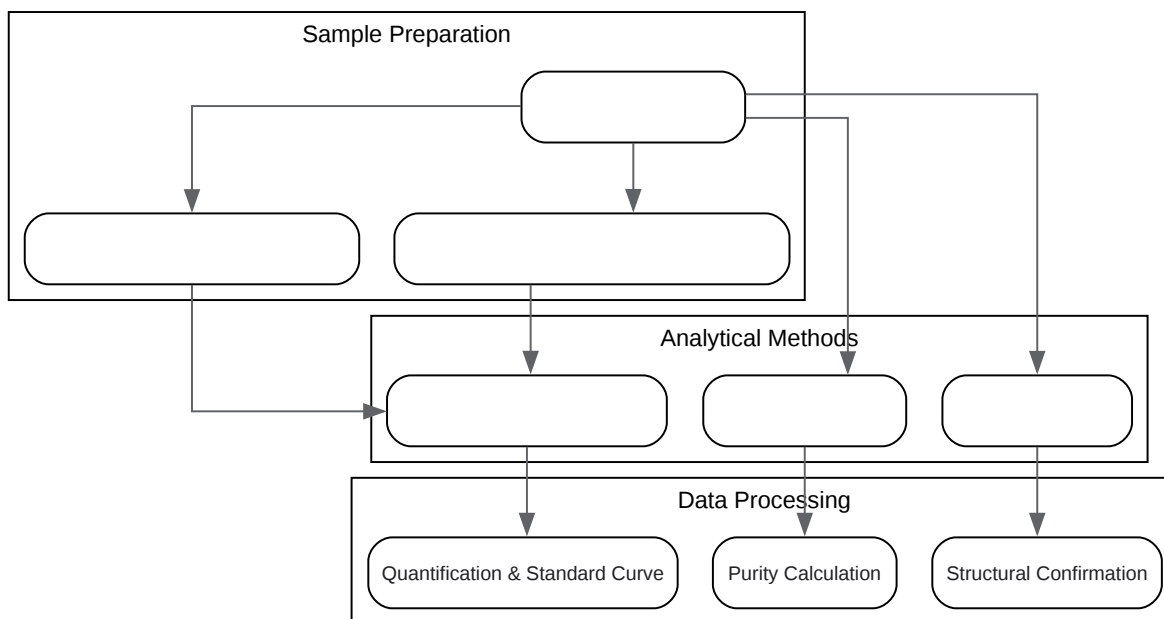 Sample Preparation
Analytical Methods
Data Processing
Quantification & Standard Curve
Purity Calculation
Structural Confirmation